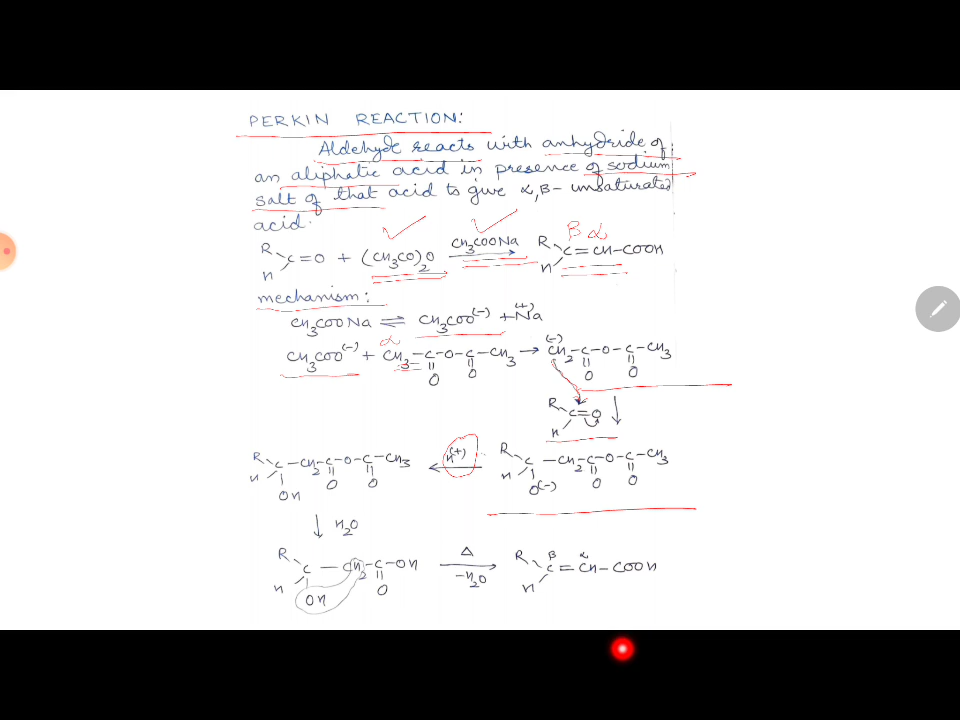 PERKIN REACTION:
Aldehyde reacts with anhydride of
an aliphatic acid in presence of sodium
salt of that acid to give α,β-unsaturated
acid.
R H C=O + (CH3CO)2O CH3COONa → R H C=CH-COOH β α
mechanism:
CH3COONa ⇌ CH3COO(-) + Na(+)
CH3COO(-) + CH3-C-O-C-CH3 → (-)CH2-C-O-C-CH3
α O O O O
R H C=O ↓
R H C-CH2-C-O-C-CH3 ← H(+) R H C-CH2-C-O-C-CH3
OH O O O(-) O O
↓ H2O
R H C-CH2-C-OH Δ → -H2O R H C=CH-COOH β α
OH O